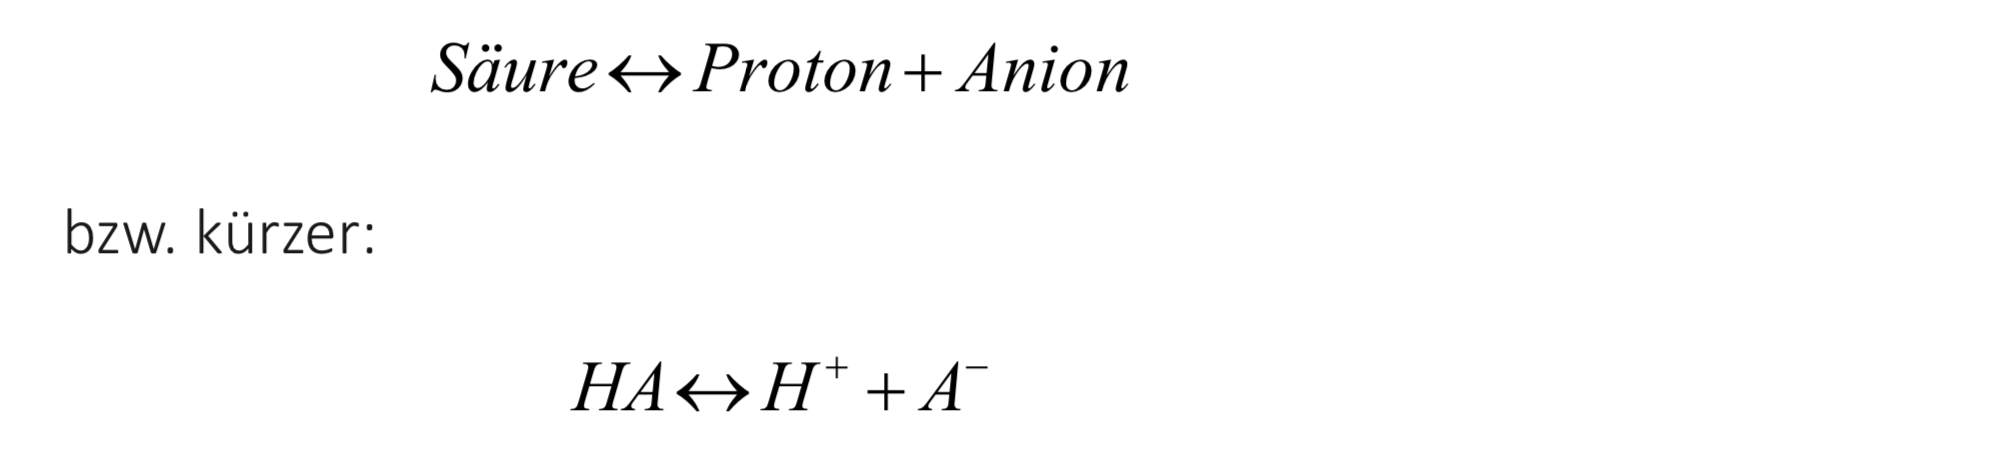 Säure ↔ Proton + Anion
bzw. kürzer:
HA ↔ H⁺ + A⁻